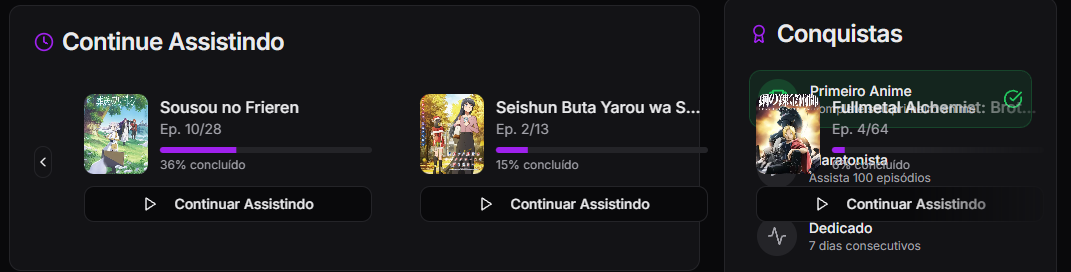 Continue Assistindo
Sousou no Frieren
Ep. 10/28
36% concluído
Continuar Assistindo
Seishun Buta Yarou wa S...
Ep. 2/13
15% concluído
Continuar Assistindo
Conquistas
Primeiro Anime
Fullmetal Alchemist: Brot...
Ep. 4/64
Maratonista
6% concluído
Assista 100 episódios
Continuar Assistindo
Dedicado
7 dias consecutivos